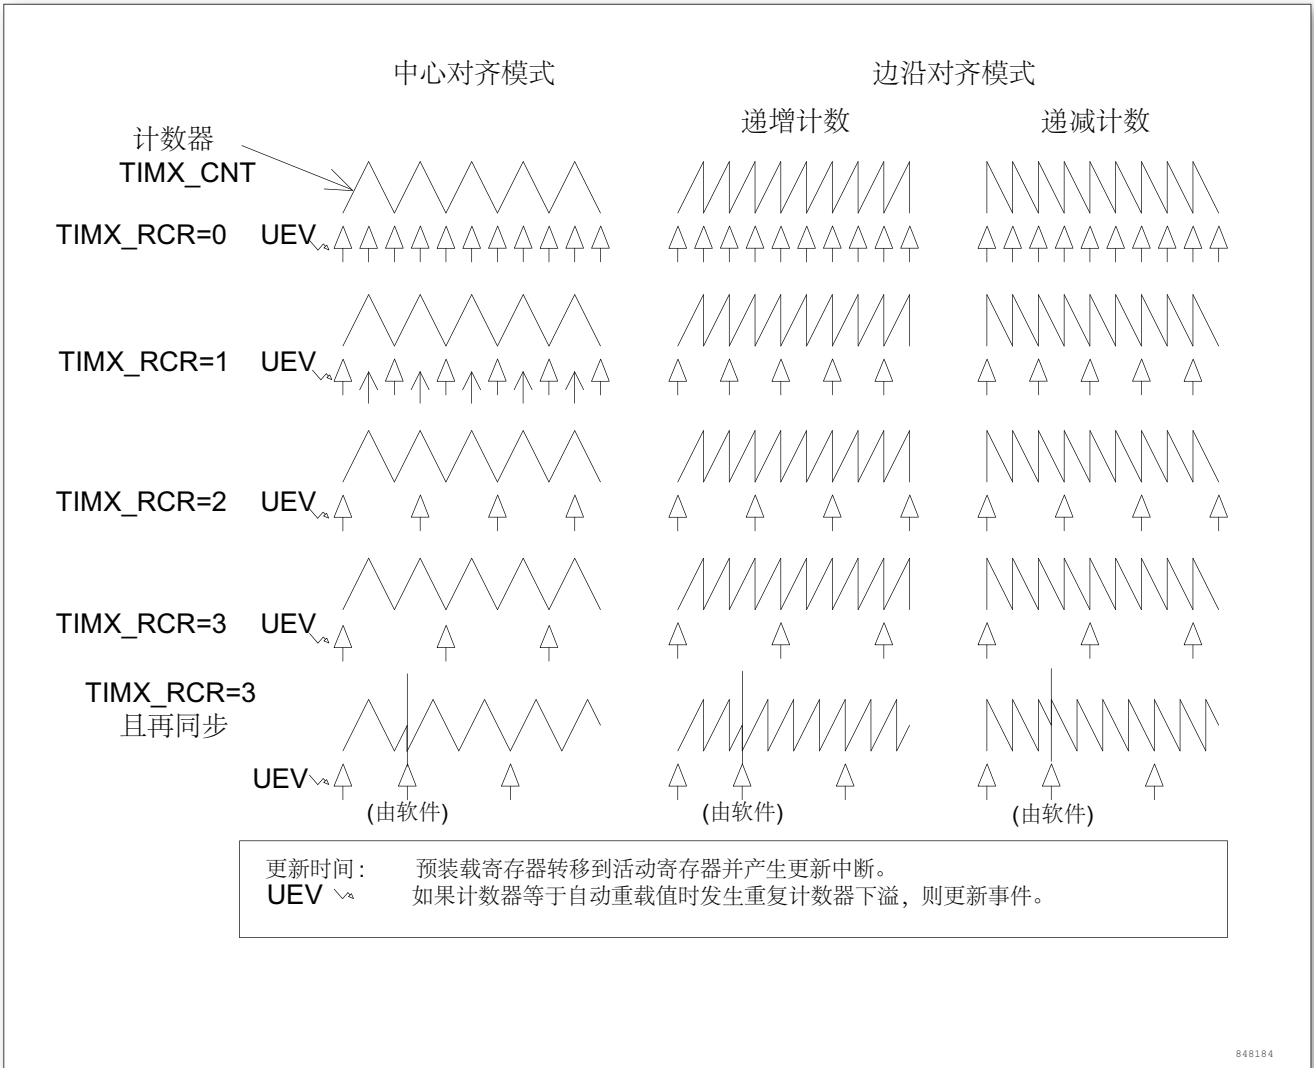 中心对齐模式
边沿对齐模式
递增计数
递减计数
计数器
TIMX_CNT
TIMX_RCR=0 UEV
TIMX_RCR=1 UEV
TIMX_RCR=2 UEV
TIMX_RCR=3 UEV
TIMX_RCR=3
且再同步
UEV
(由软件) (由软件) (由软件)
更新时间： 预装载寄存器转移到活动寄存器并产生更新中断。
UEV 如果计数器等于自动重载值时发生重复计数器下溢，则更新事件。
848184